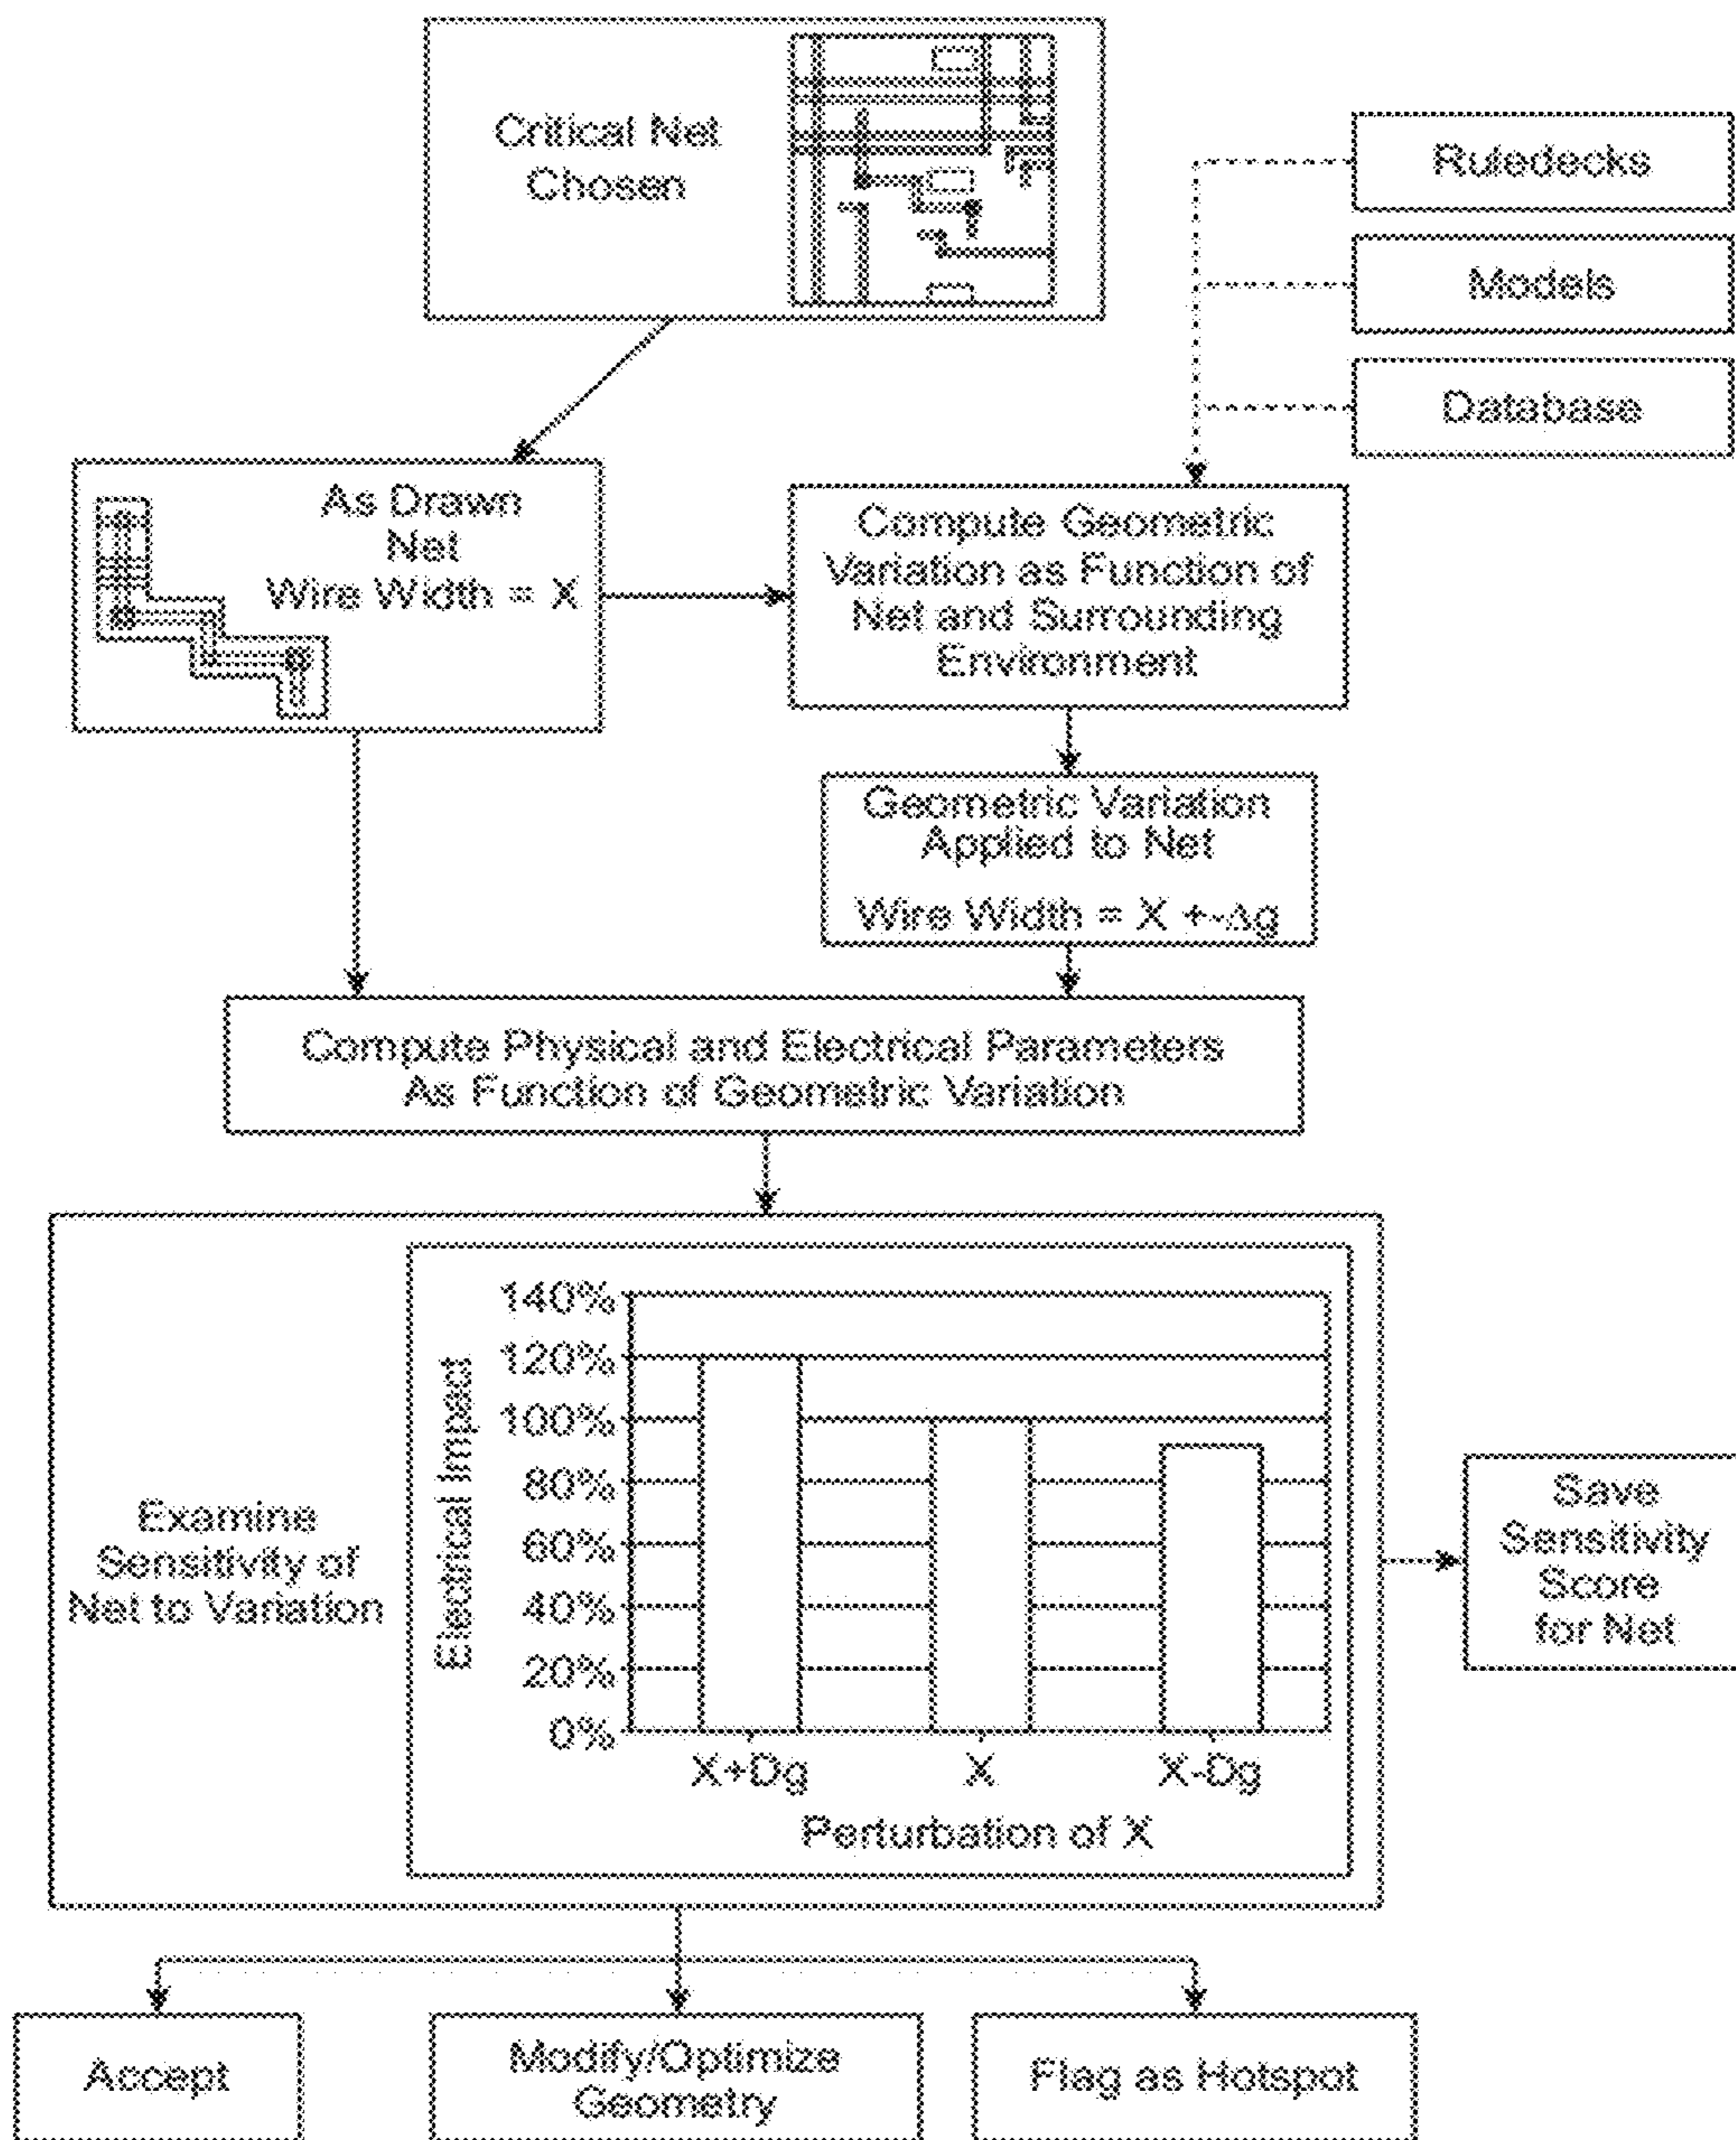 Critical Net
Chosen
Ruledecks
Models
Database
As Drawn
Net
Wire Width = X
Compute Geometric
Variation as Function of
Net and Surrounding
Environment
Geometric Variation
Applied to Net
Wire Width = X +-Δg
Compute Physical and Electrical Parameters
As Function of Geometric Variation
Examine
Sensitivity of
Net to Variation
Electrical Impact
140%
120%
100%
80%
60%
40%
20%
0%
X+Dg
X
X-Dg
Perturbation of X
Save
Sensitivity
Score
for Net
Accept
Modify/Optimize
Geometry
Flag as Hotspot